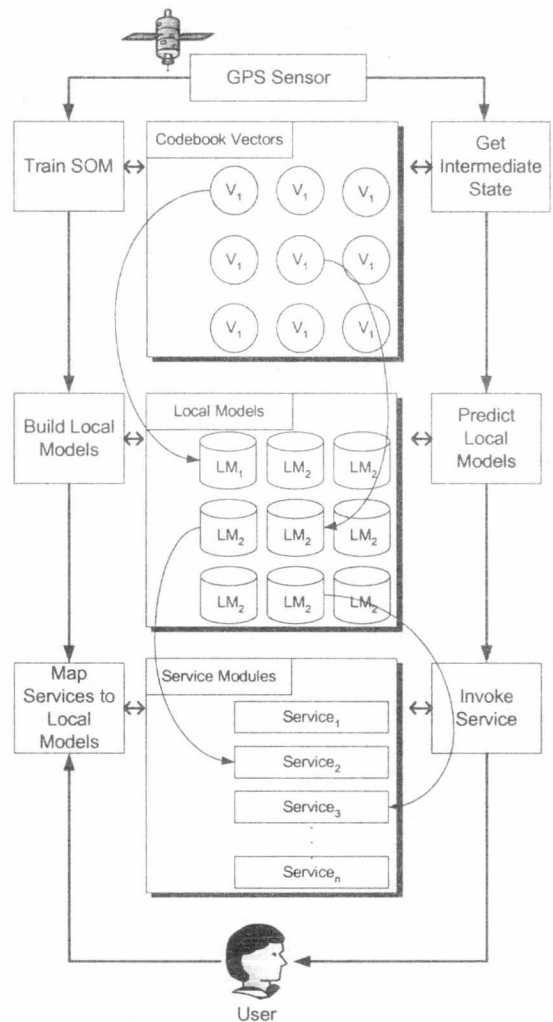 GPS Sensor
Train SOM
Codebook Vectors
Get
Intermediate
State
V₁ V₁ V₁
V₁ V₁ V₁
V₁ V₁ V₁
Build Local
Models
Local Models
Predict
Local
Models
LM₁ LM₂ LM₂
LM₂ LM₂ LM₂
LM₂ LM₂ LM₂
Map
Services to
Local
Models
Service Modules
Invoke
Service
Service₁
Service₂
Service₃
Serviceₙ
User